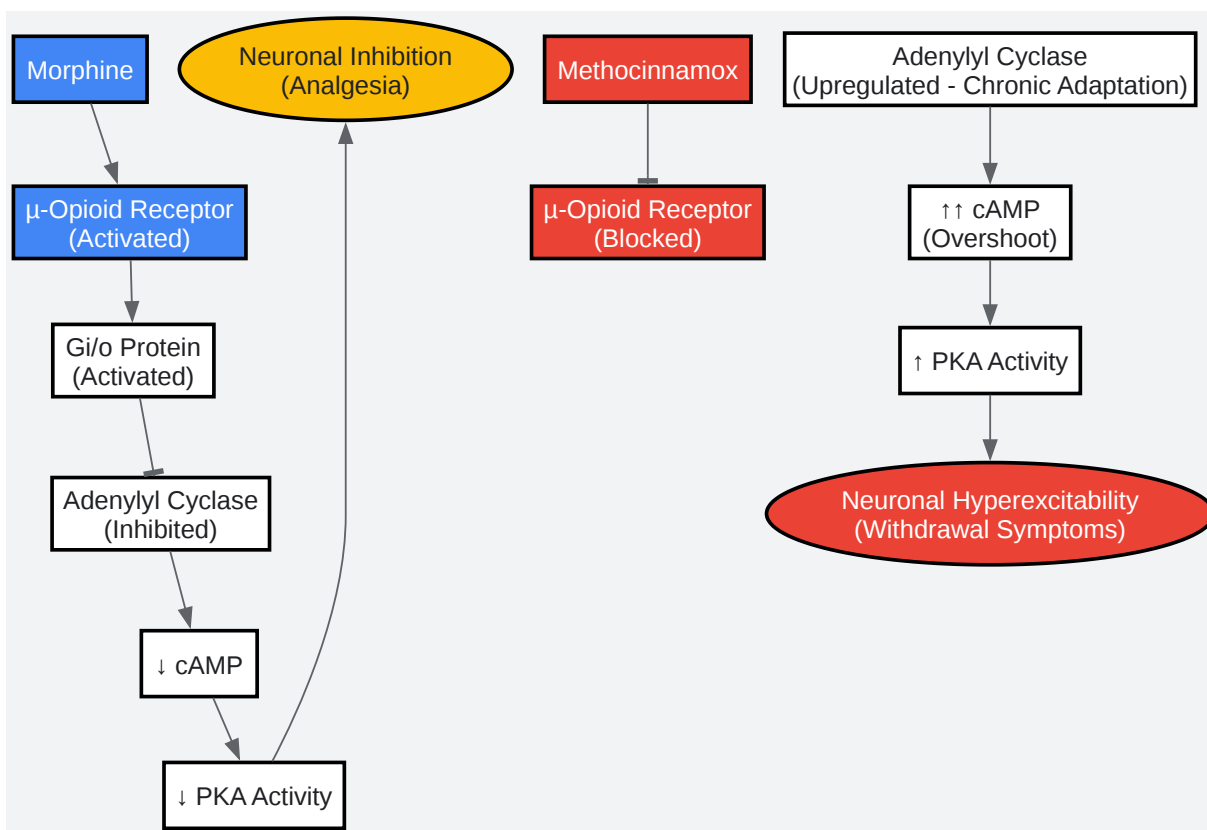 Morphine
Neuronal Inhibition
(Analgesia)
Methocinnamox
Adenylyl Cyclase
(Upregulated - Chronic Adaptation)
µ-Opioid Receptor
(Activated)
µ-Opioid Receptor
(Blocked)
↑↑ cAMP
(Overshoot)
Gi/o Protein
(Activated)
↑ PKA Activity
Adenylyl Cyclase
(Inhibited)
Neuronal Hyperexcitability
(Withdrawal Symptoms)
↓ cAMP
↓ PKA Activity